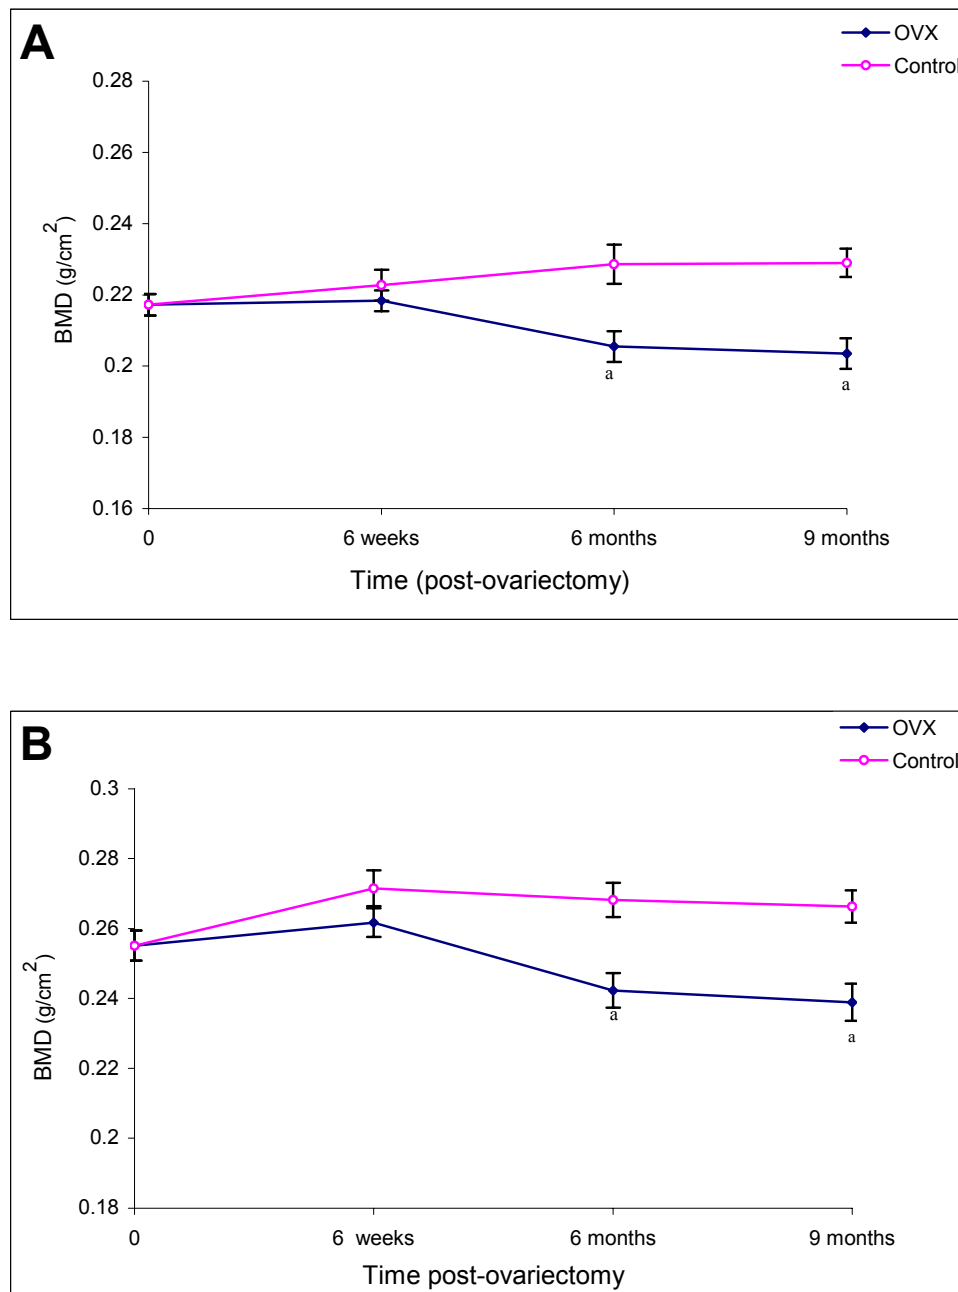 A
OVX
Control
0.28
0.26
0.24
0.22
0.2
0.18
0.16
BMD (g/cm2)
a
a
0
6 weeks
6 months
9 months
Time (post-ovariectomy)
B
OVX
Control
0.3
0.28
0.26
0.24
0.22
0.2
0.18
BMD (g/cm2)
a
a
0
6 weeks
6 months
9 months
Time post-ovariectomy